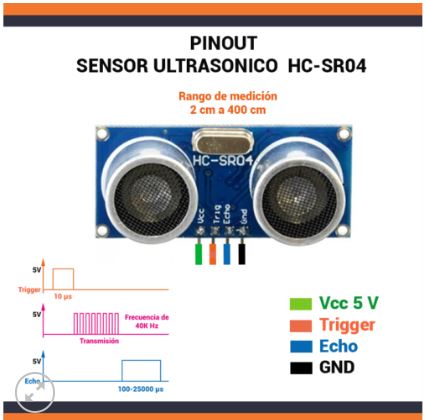 PINOUT
SENSOR ULTRASONICO HC-SR04
Rango de medición
2 cm a 400 cm
HC-SR04
Vcc
Trig
Echo
Gnd
5V
Trigger
10 µs
5V
Frecuencia de
40K Hz
Transmisión
5V
Echo
100-25000 µs
Vcc 5 V
Trigger
Echo
GND